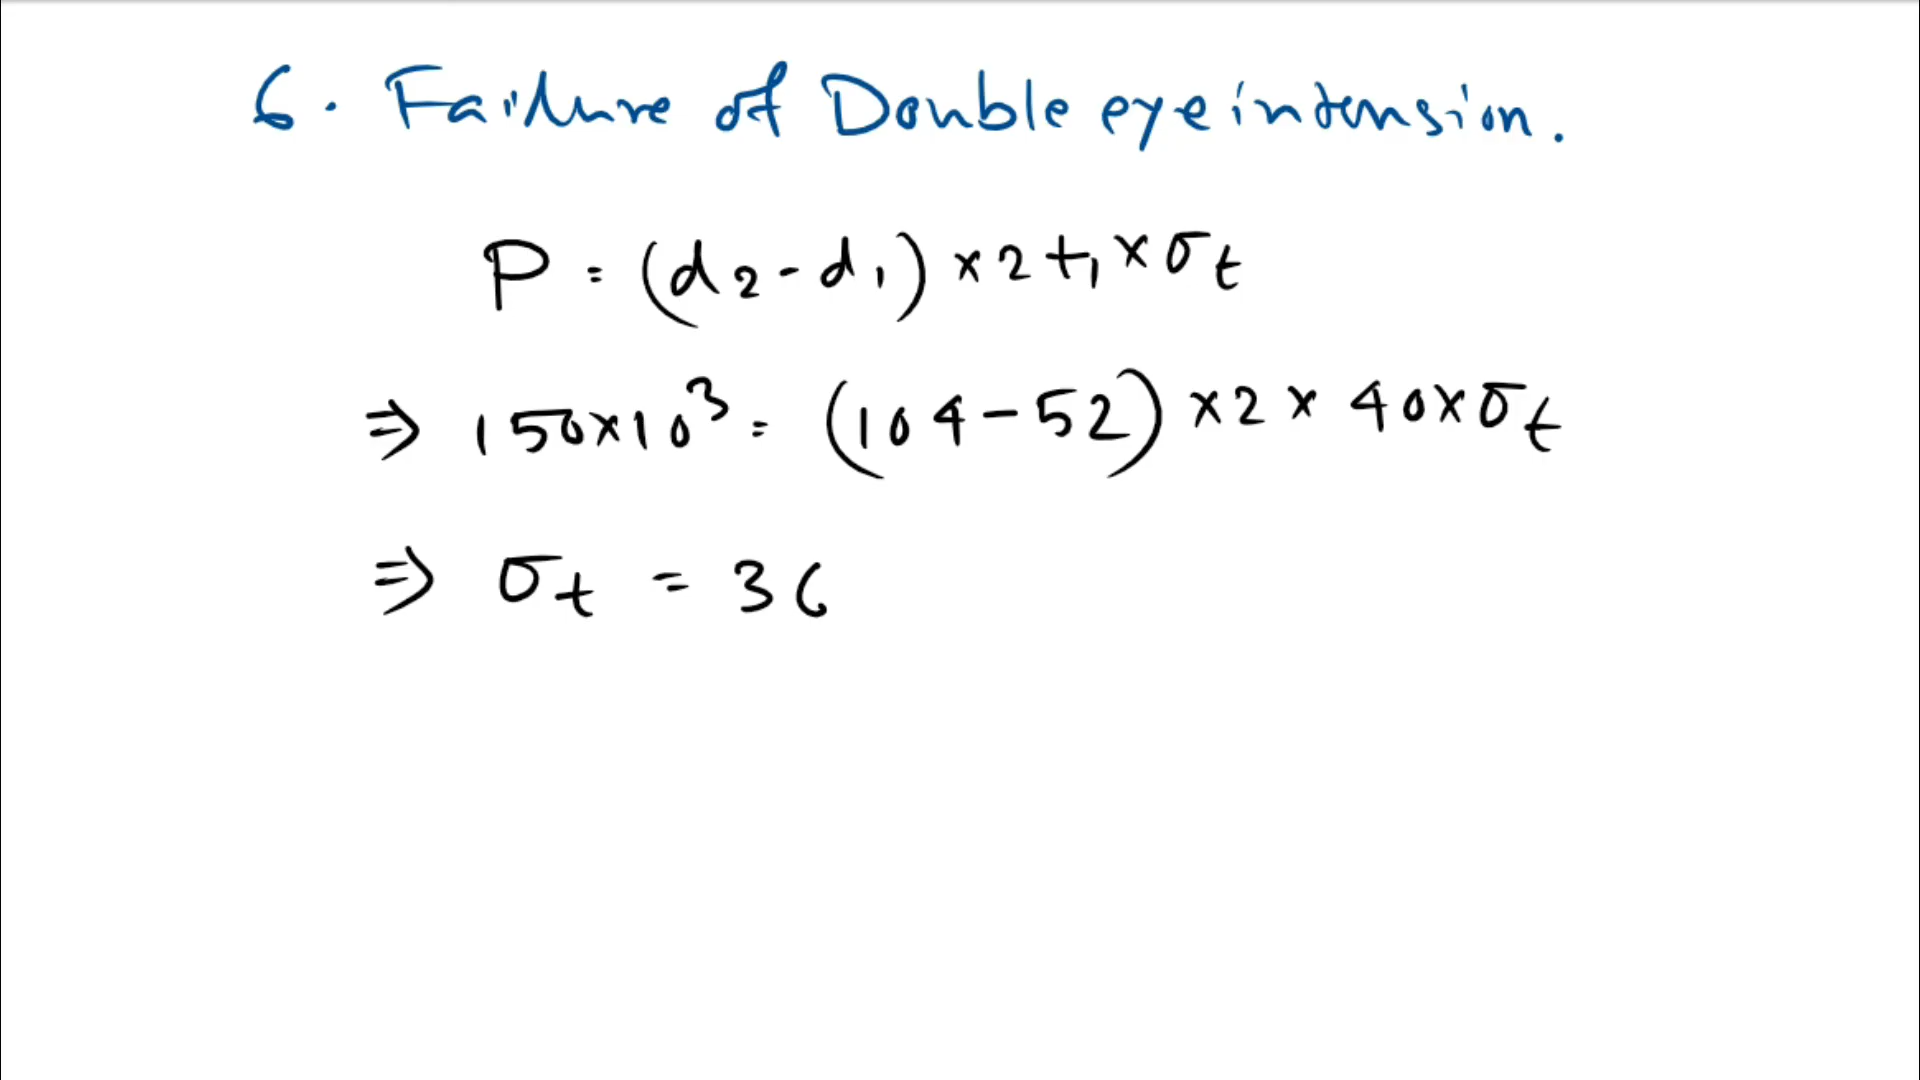 6. Failure of Double eye in tension.
P = (d₂ - d₁) × 2t₁ × σt
⇒ 150×10³ = (104-52) × 2 × 40 × σt
⇒ σt = 36